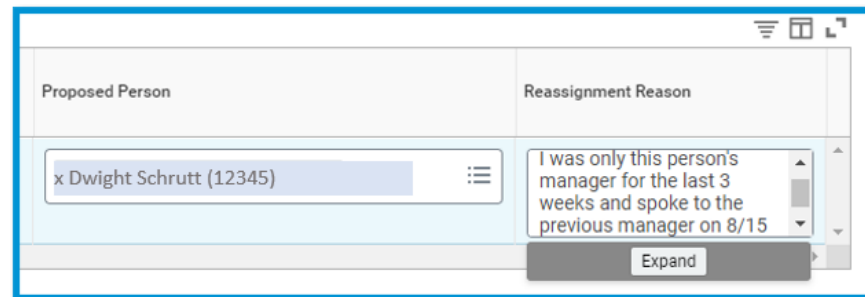 Proposed Person
Reassignment Reason
x Dwight Schrutt (12345)
I was only this person's
manager for the last 3
weeks and spoke to the
previous manager on 8/15
Expand